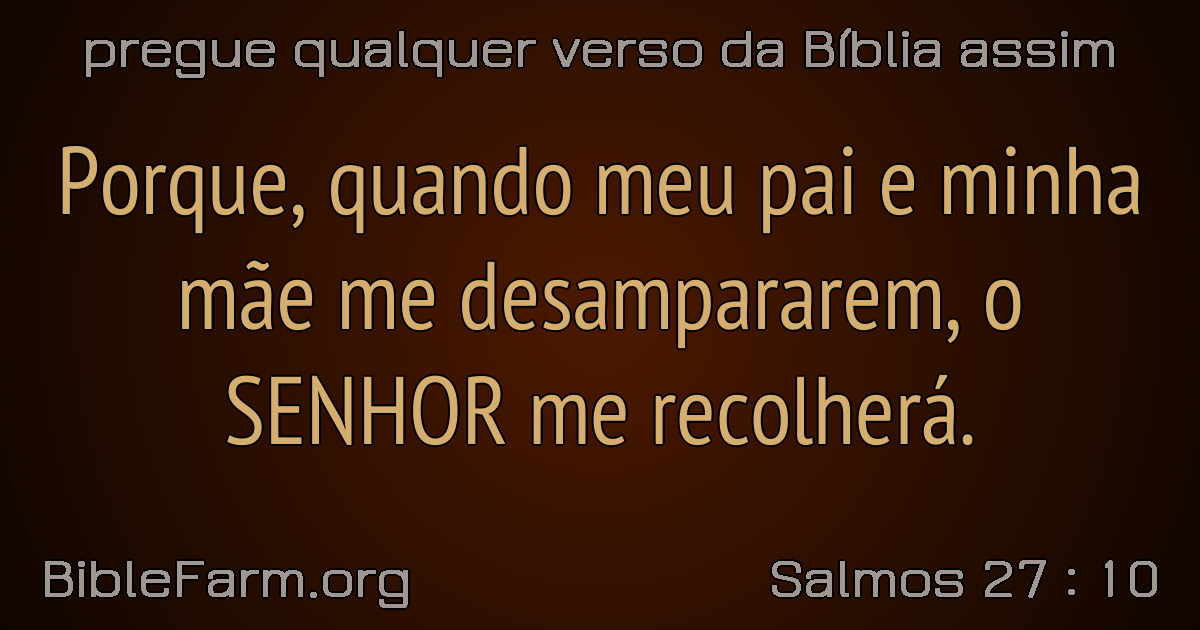 pregue qualquer verso da Bíblia assim
Porque, quando meu pai e minha
mãe me desampararem, o
SENHOR me recolherá.
BibleFarm.org
Salmos 27 : 10